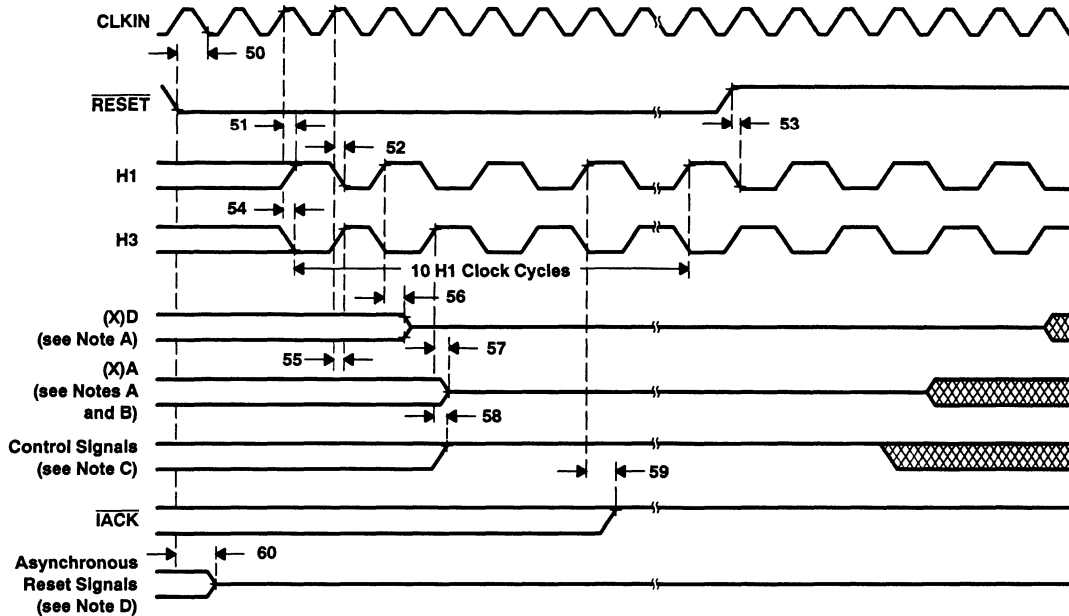 CLKIN
50
RESET
51
53
52
H1
54
H3
10 H1 Clock Cycles
56
(X)D
(see Note A)
57
55
(X)A
(see Notes A
and B)
58
Control Signals
(see Note C)
59
IACK
60
Asynchronous
Reset Signals
(see Note D)